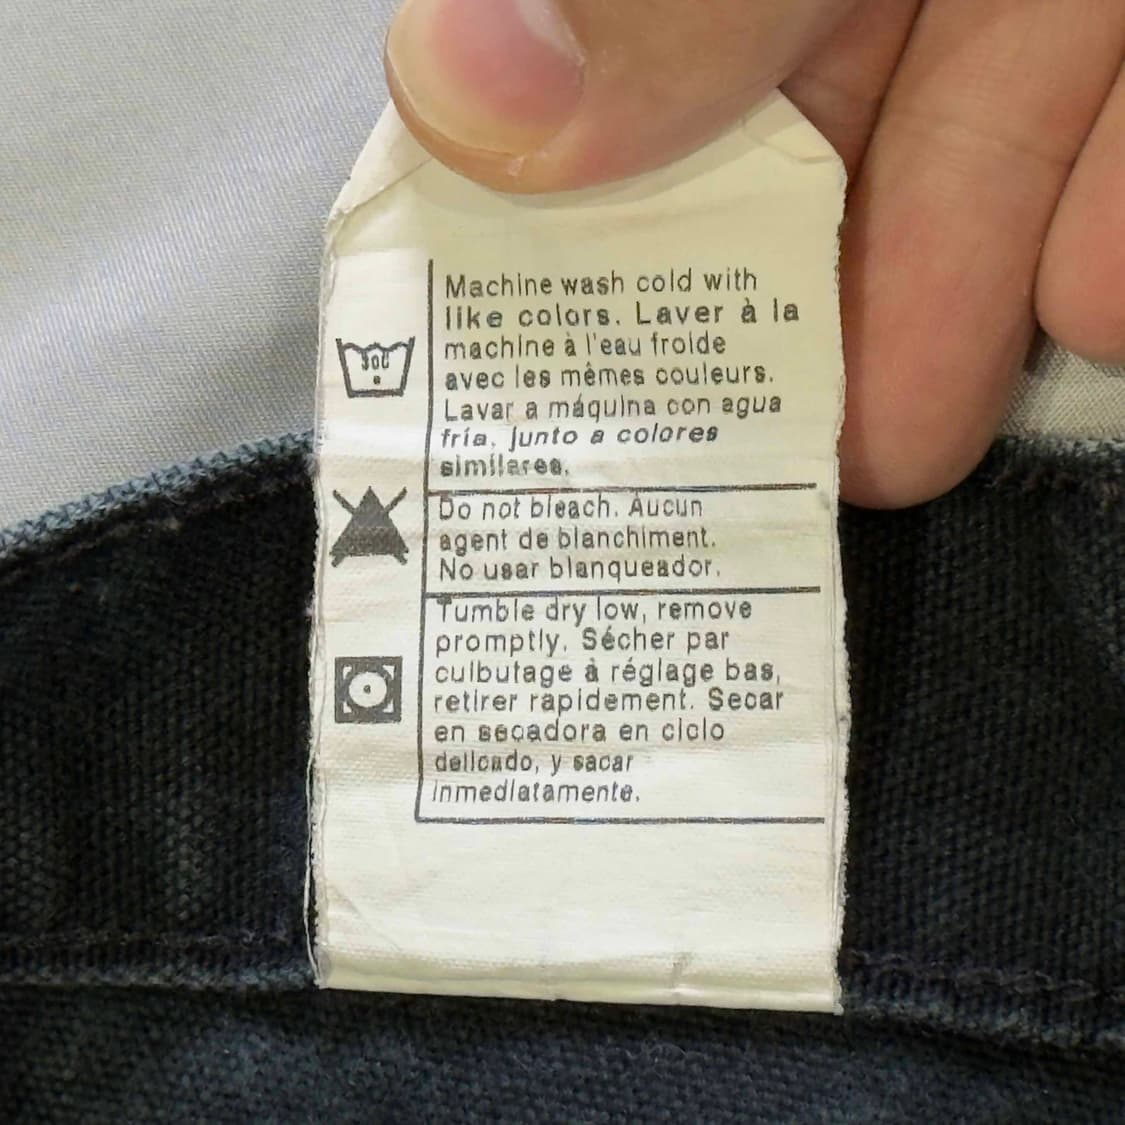 Machine wash cold with
like colors. Laver à la
machine à l'eau froide
avec les mêmes couleurs.
Lavar a máquina con agua
fría, junto a colores
similares.
Do not bleach. Aucun
agent de blanchiment.
No usar blanqueador.
Tumble dry low, remove
promptly. Sécher par
culbutage à réglage bas,
retirer rapidement. Secar
en secadora en ciclo
delicado, y sacar
inmediatamente.